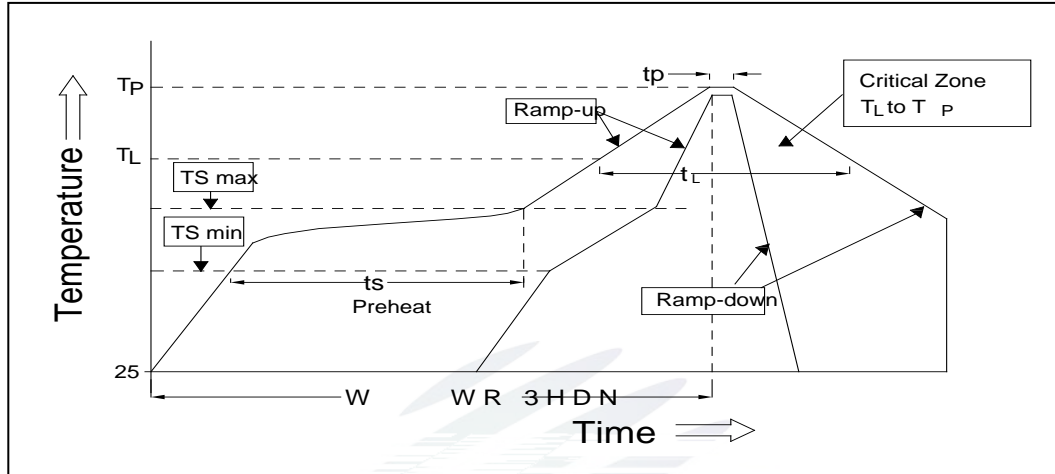 tp
TP
Critical Zone
TL to T P
Ramp-up
TL
tL
TS max
TS min
ts
Preheat
Ramp-down
Temperature
25
W W R 3 H D N
Time